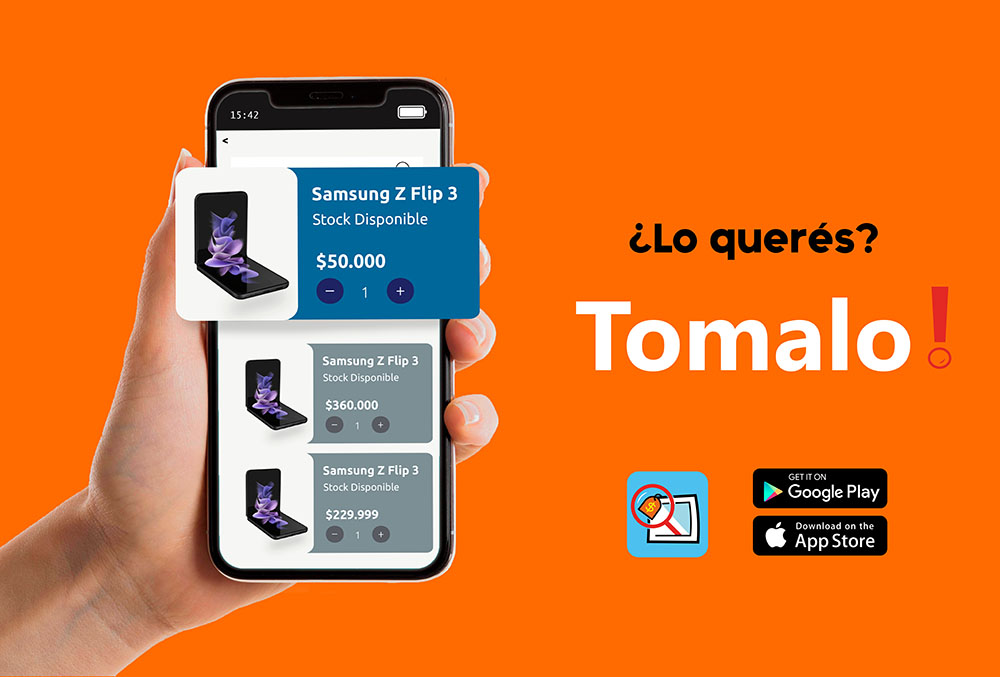 15:42
<
Samsung Z Flip 3
Stock Disponible
$50.000
− 1 +
Samsung Z Flip 3
Stock Disponible
$360.000
− 1 +
Samsung Z Flip 3
Stock Disponible
$229.999
− 1 +
¿Lo querés?
Tomalo!
$
GET IT ON
Google Play
Download on the
App Store